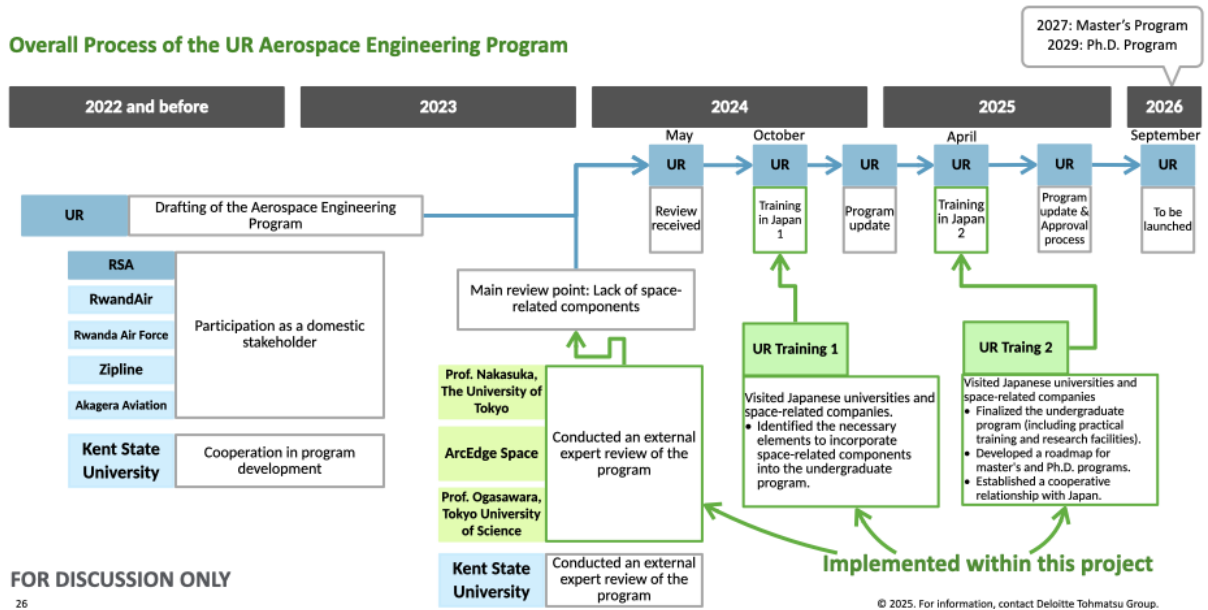 2027: Master's Program
2029: Ph.D. Program
Overall Process of the UR Aerospace Engineering Program
2022 and before
2023
2024
2025
2026
May
October
April
September
UR
UR
UR
UR
UR
UR
Review
received
Training
in Japan
1
Program
update
Training
in Japan
2
Program
update &
Approval
process
To be
launched
UR
Drafting of the Aerospace Engineering
Program
RSA
RwandAir
Rwanda Air Force
Zipline
Akagera Aviation
Participation as a domestic
stakeholder
Kent State
University
Cooperation in program
development
Main review point: Lack of space-
related components
Prof. Nakasuka,
The University of
Tokyo
ArcEdge Space
Prof. Ogasawara,
Tokyo University
of Science
Conducted an external
expert review of the
program
Kent State
University
Conducted an external
expert review of the
program
UR Training 1
Visited Japanese universities and
space-related companies.
• Identified the necessary
elements to incorporate
space-related components
into the undergraduate
program.
UR Traing 2
Visited Japanese universities and
space-related companies
• Finalized the undergraduate
program (including practical
training and research facilities).
• Developed a roadmap for
master's and Ph.D. programs.
• Established a cooperative
relationship with Japan.
Implemented within this project
FOR DISCUSSION ONLY
26
© 2025. For information, contact Deloitte Tohmatsu Group.